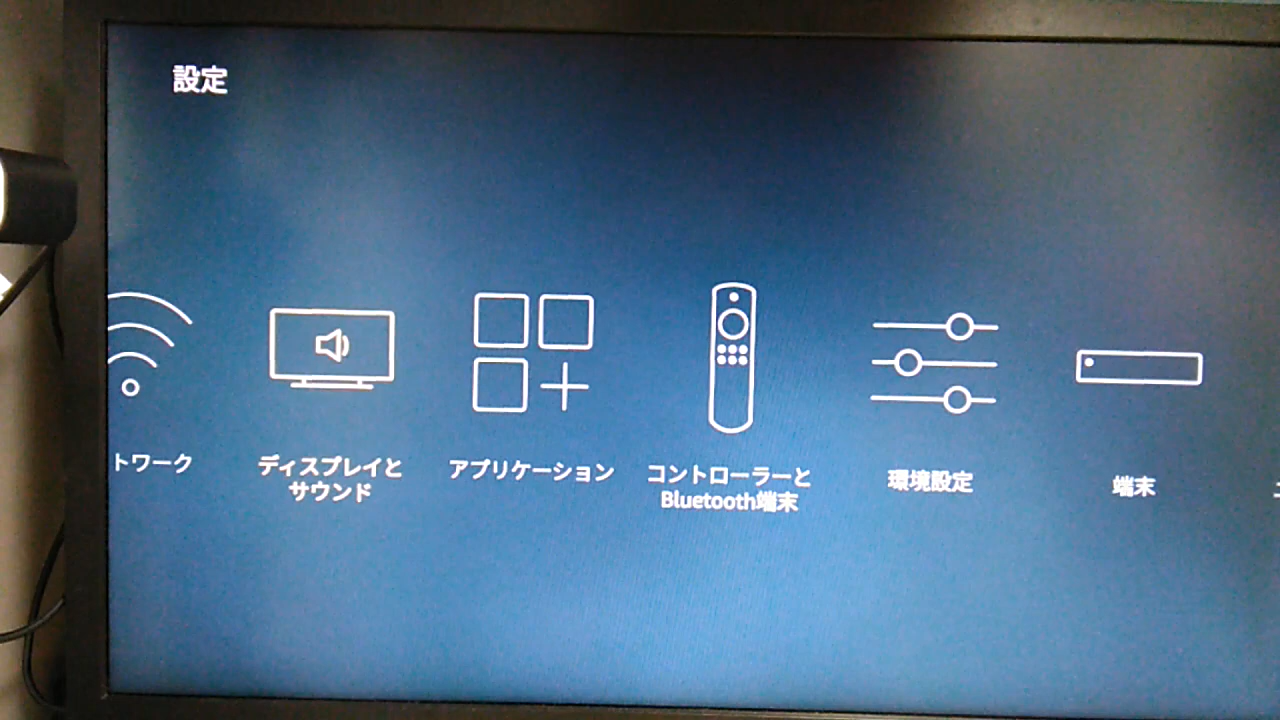 設定
トワーク
ディスプレイと
サウンド
アプリケーション
コントローラーと
Bluetooth端末
環境設定
端末